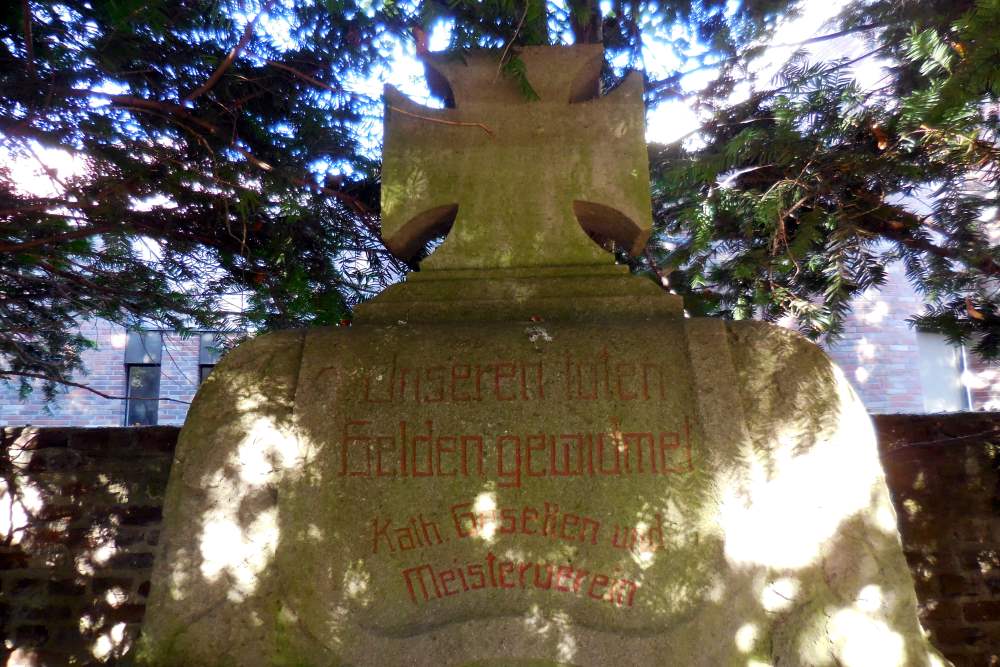 Unseren toten
Helden gewidmet
Kath. Gesellen und
Meisterverein